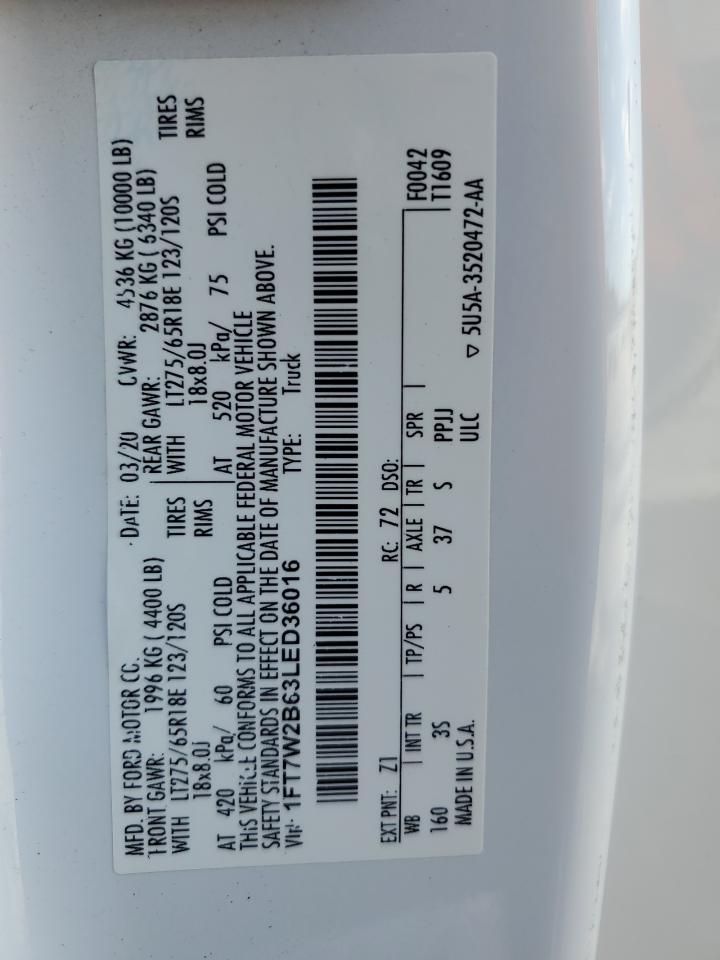 MFD. BY FORD MOTOR CO. DATE: 03/20 GVWR: 4536 KG (10000 LB)
FRONT GAWR: 1996 KG ( 4400 LB) REAR GAWR: 2876 KG ( 6340 LB)
WITH LT275/65R18E 123/120S TIRES WITH LT275/65R18E 123/120S TIRES
18x8.0J RIMS 18x8.0J RIMS
AT 420 kPa/ 60 PSI COLD AT 520 kPa/ 75 PSI COLD
THIS VEHICLE CONFORMS TO ALL APPLICABLE FEDERAL MOTOR VEHICLE
SAFETY STANDARDS IN EFFECT ON THE DATE OF MANUFACTURE SHOWN ABOVE.
VIN: 1FT7W2B63LED36016 TYPE: Truck
EXT PNT: Z1 RC: 72 DSO: F0042
WB INT TR TP/PS R AXLE TR SPR T1609
160 3S 5 37 S PPJJ
MADE IN U.S.A. ULC ▽ 5U5A-3520472-AA